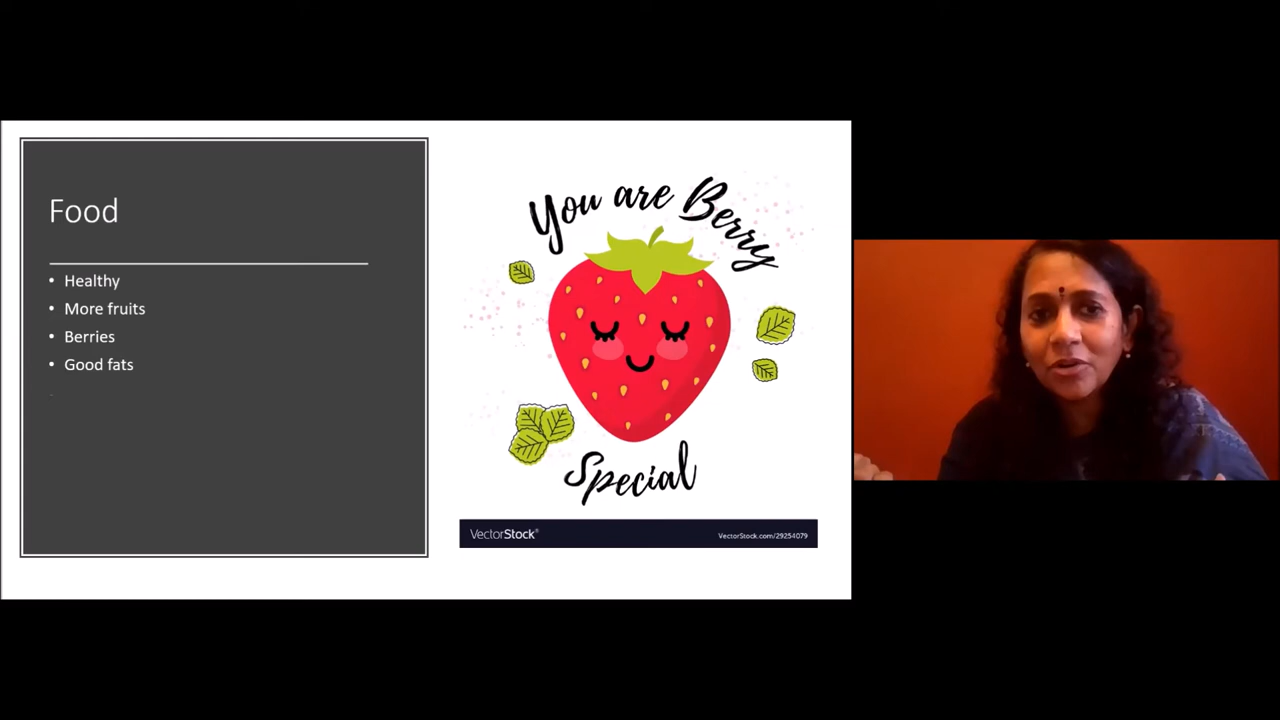 Food
• Healthy
• More fruits
• Berries
• Good fats
You are Berry
Special
VectorStock®
VectorStock.com/29254079